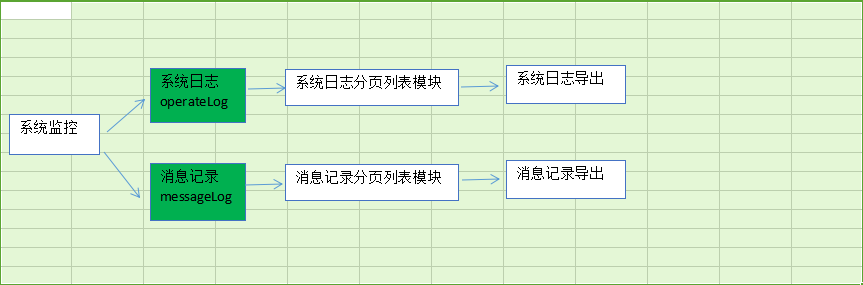 系统监控
系统日志
operateLog
系统日志分页列表模块
系统日志导出
消息记录
messageLog
消息记录分页列表模块
消息记录导出